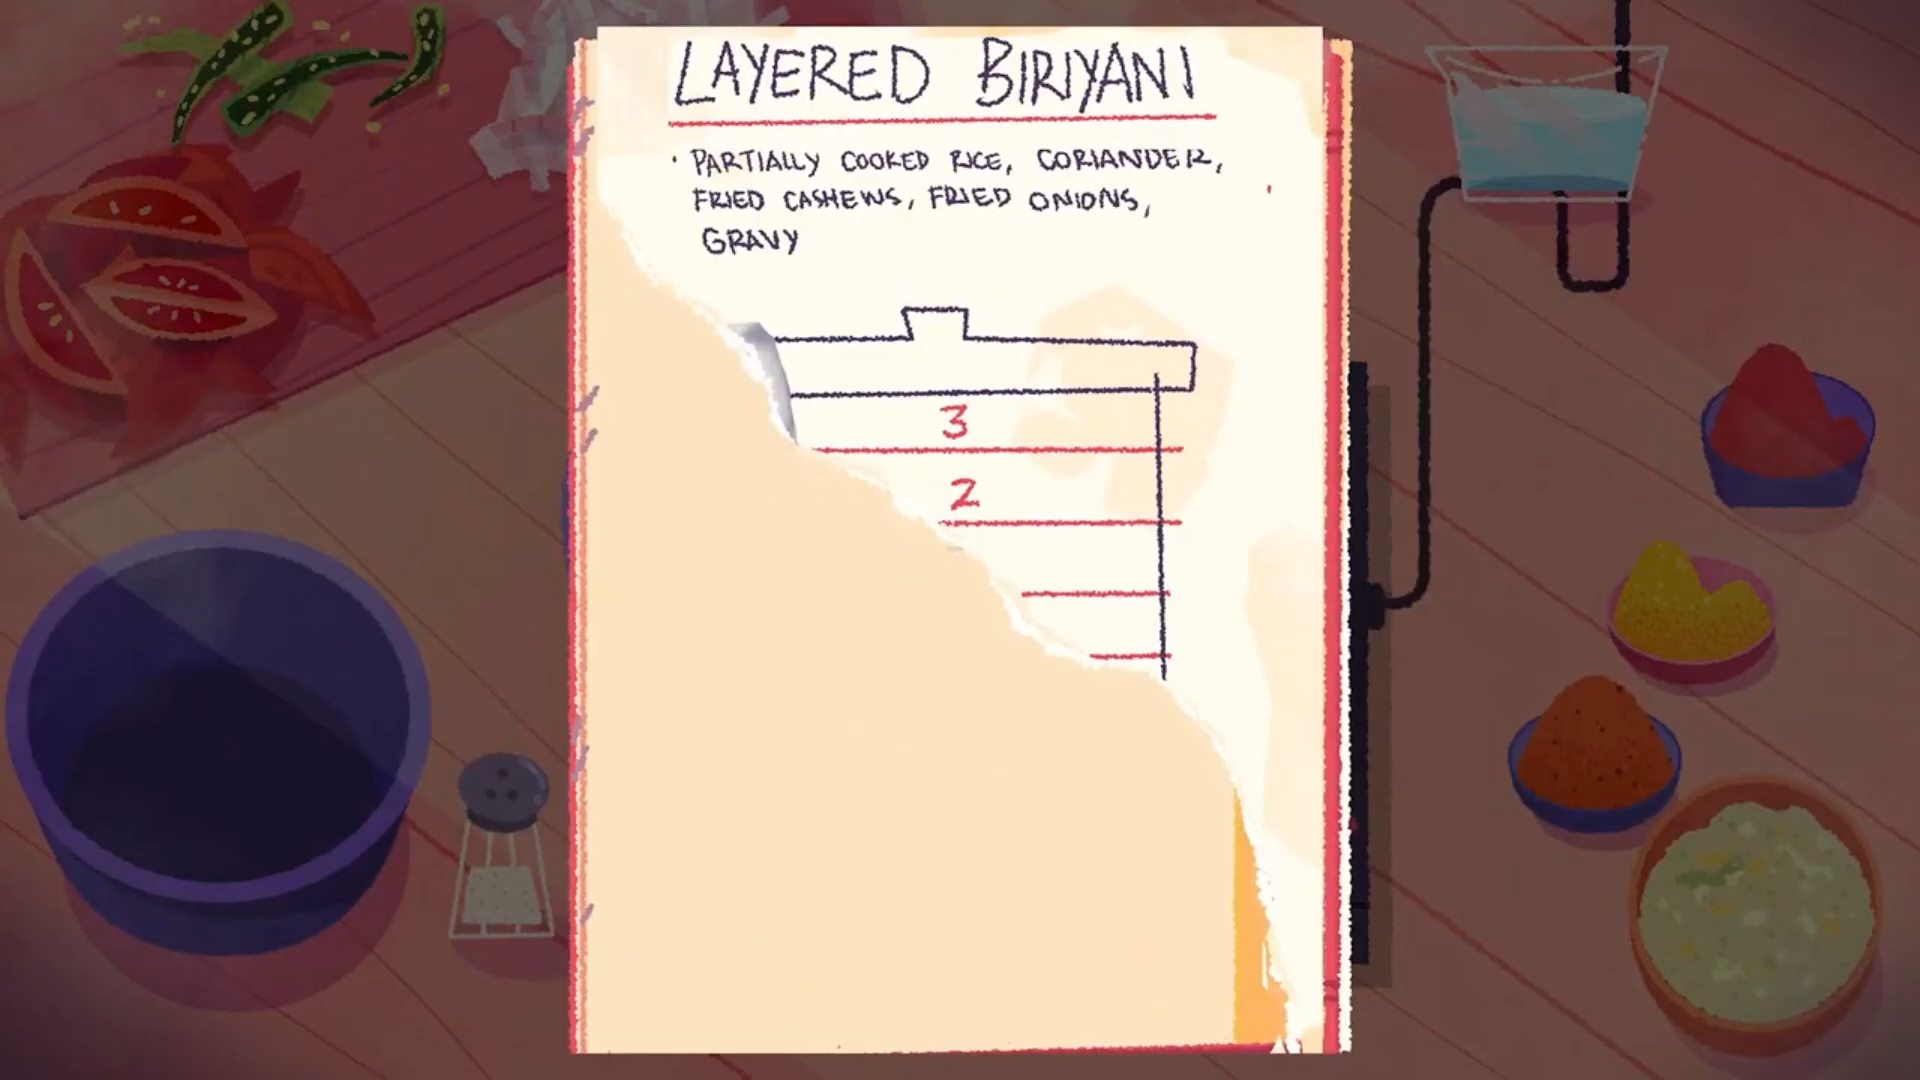 LAYERED BIRIYANI
· PARTIALLY COOKED RICE, CORIANDER,
FRIED CASHEWS, FRIED ONIONS,
GRAVY
3
2